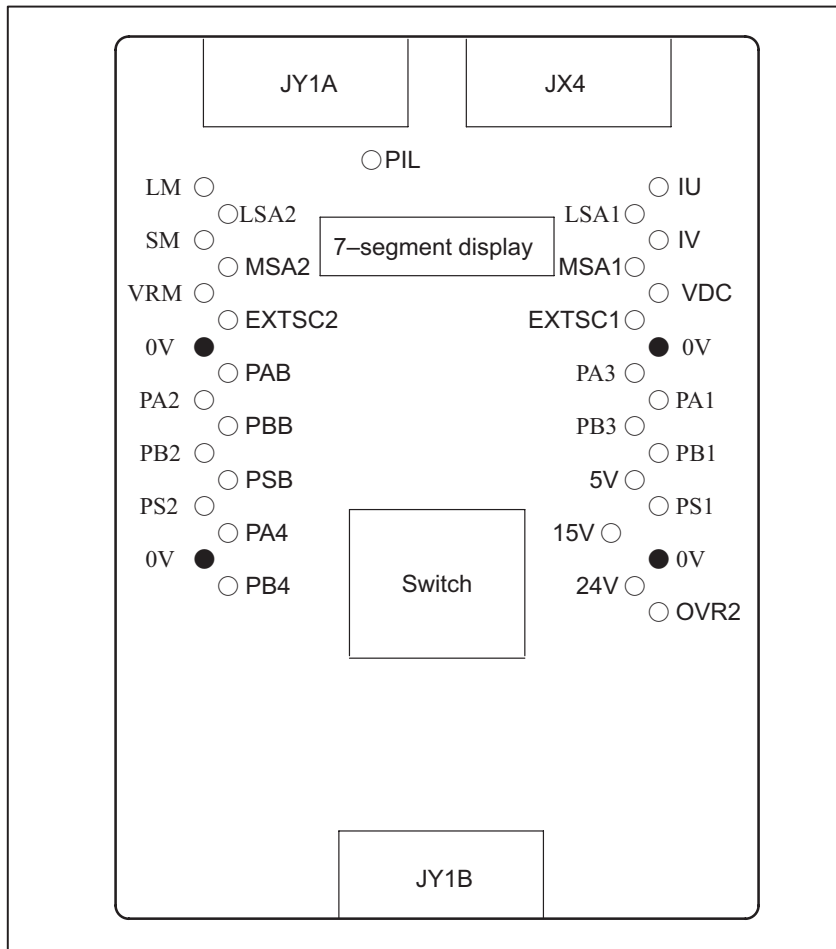 JY1A
JX4
PIL
LM
IU
LSA2
LSA1
SM
7–segment display
IV
MSA2
MSA1
VRM
VDC
EXTSC2
EXTSC1
0V
0V
PAB
PA3
PA2
PA1
PBB
PB3
PB2
PB1
PSB
5V
PS2
PS1
PA4
15V
0V
0V
PB4
Switch
24V
OVR2
JY1B